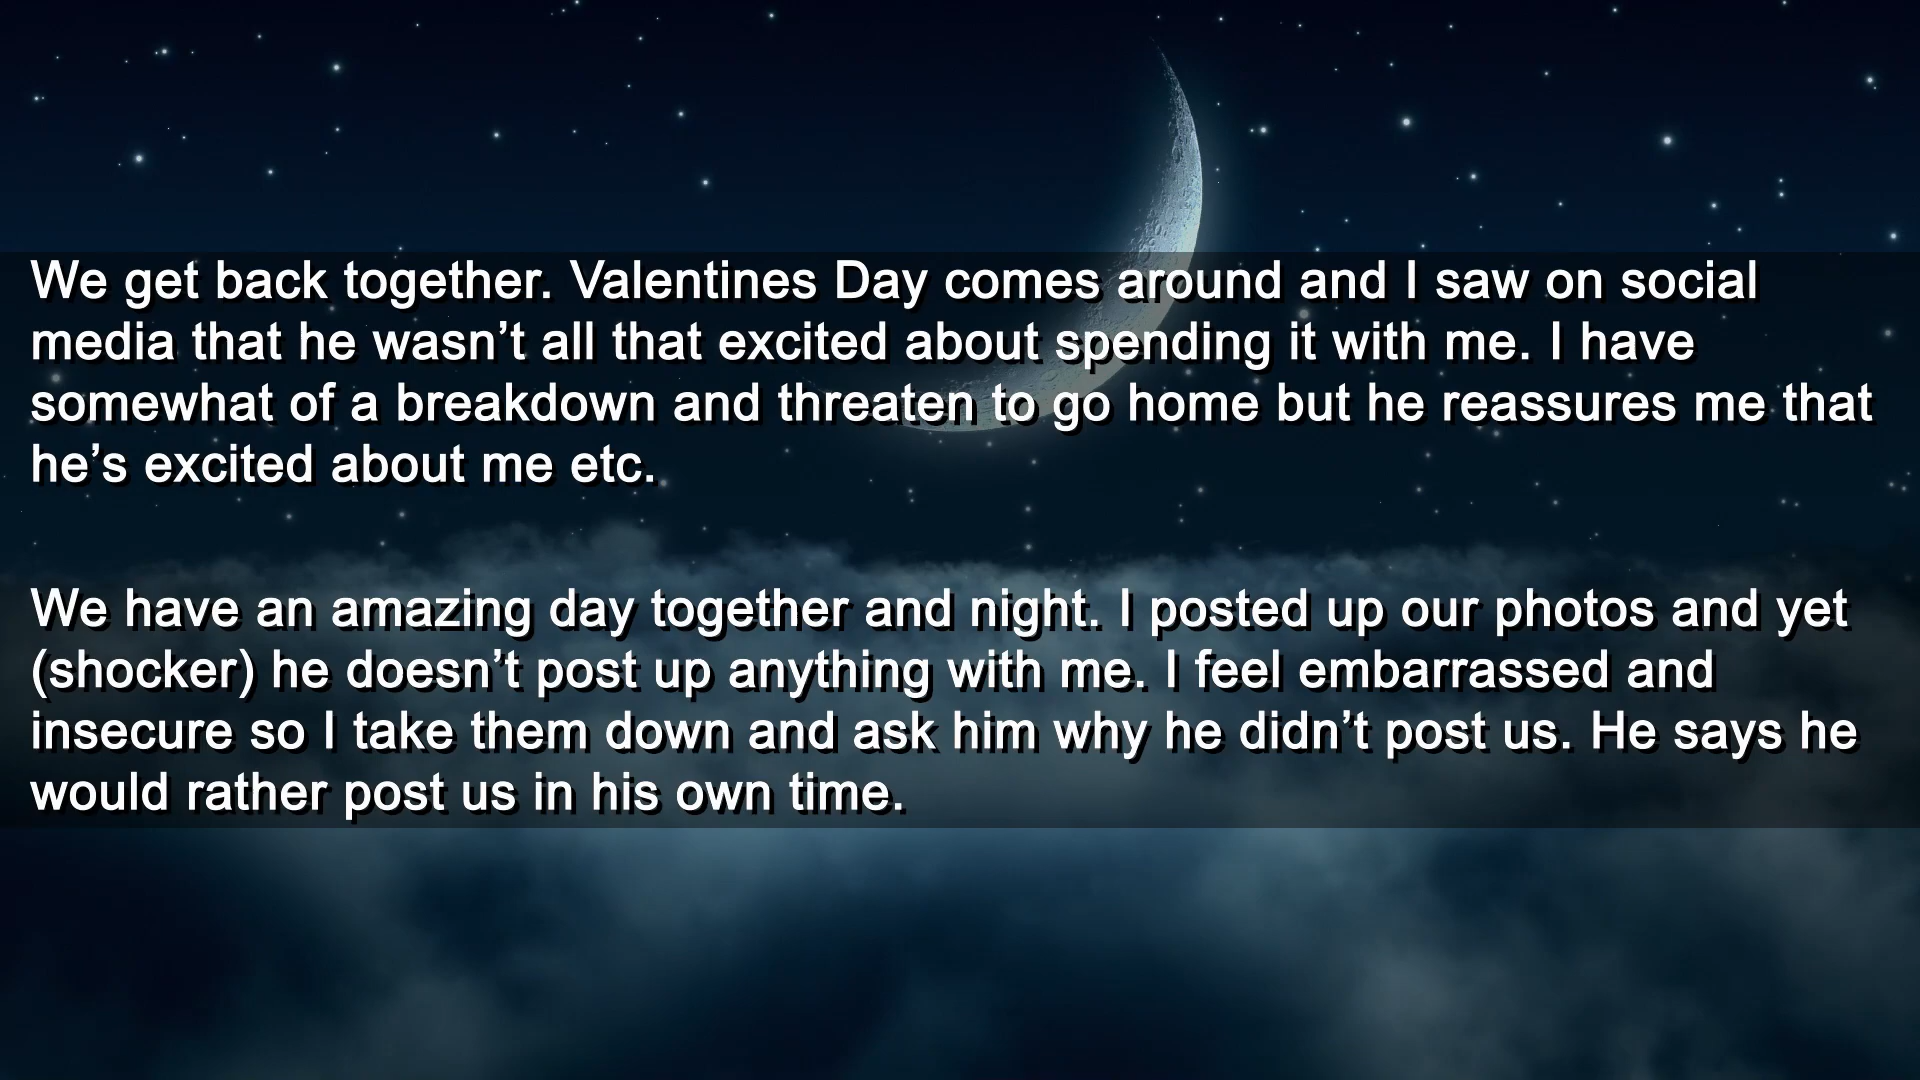 We get back together. Valentines Day comes around and I saw on social
media that he wasn’t all that excited about spending it with me. I have
somewhat of a breakdown and threaten to go home but he reassures me that
he’s excited about me etc.
We have an amazing day together and night. I posted up our photos and yet
(shocker) he doesn’t post up anything with me. I feel embarrassed and
insecure so I take them down and ask him why he didn’t post us. He says he
would rather post us in his own time.